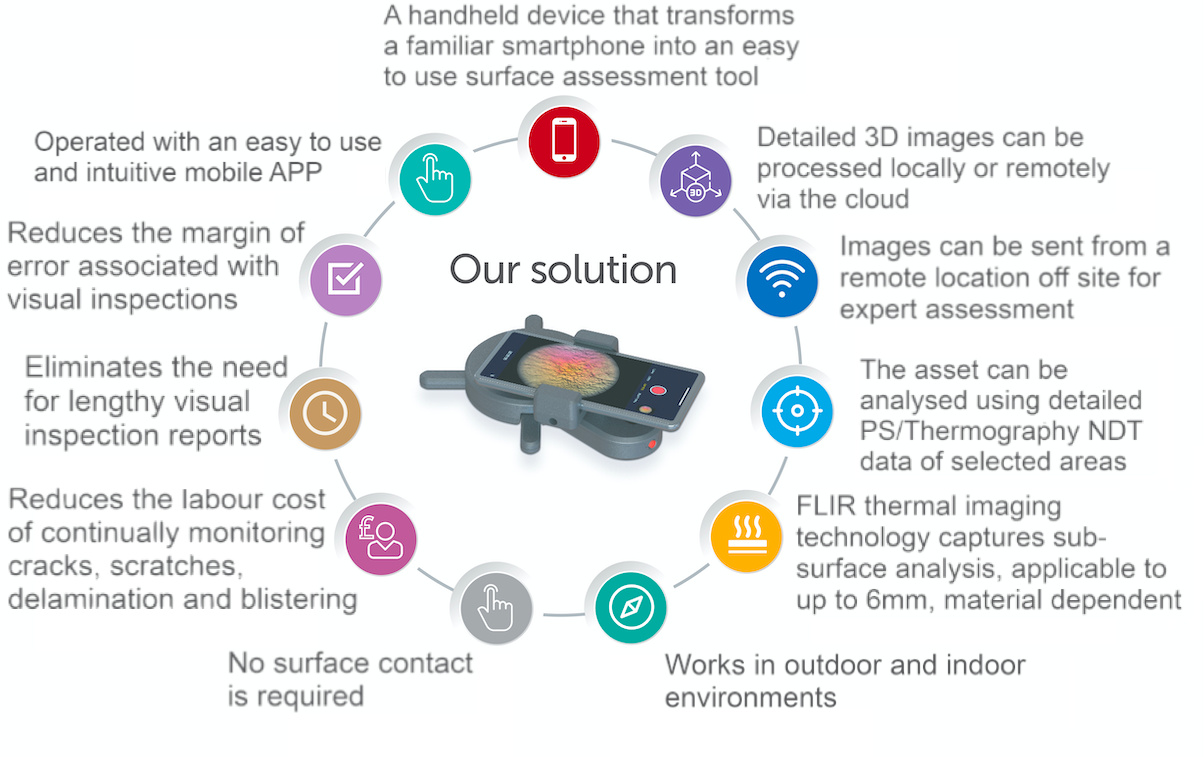 A handheld device that transforms
a familiar smartphone into an easy
to use surface assessment tool
Detailed 3D images can be
processed locally or remotely
via the cloud
3D
Images can be sent from a
remote location off site for
expert assessment
The asset can be
analysed using detailed
PS/Thermography NDT
data of selected areas
FLIR thermal imaging
technology captures sub-
surface analysis, applicable to
up to 6mm, material dependent
Works in outdoor and indoor
environments
No surface contact
is required
Reduces the labour cost
of continually monitoring
cracks, scratches,
delamination and blistering
£
Eliminates the need
for lengthy visual
inspection reports
Reduces the margin of
error associated with
visual inspections
Operated with an easy to use
and intuitive mobile APP
Our solution